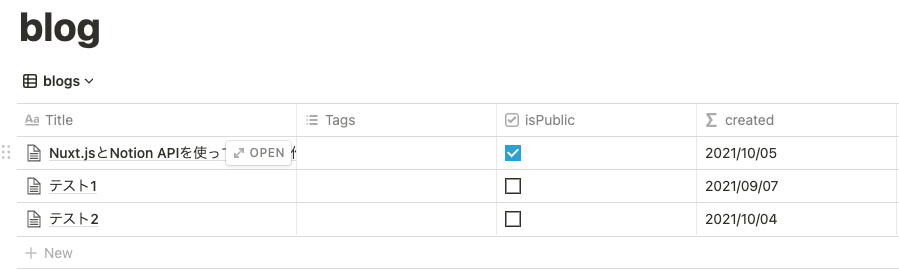 blog
blogs
Aa Title Tags isPublic Σ created
Nuxt.jsとNotion APIを使っ OPEN 2021/10/05
テスト1 2021/09/07
テスト2 2021/10/04
+ New